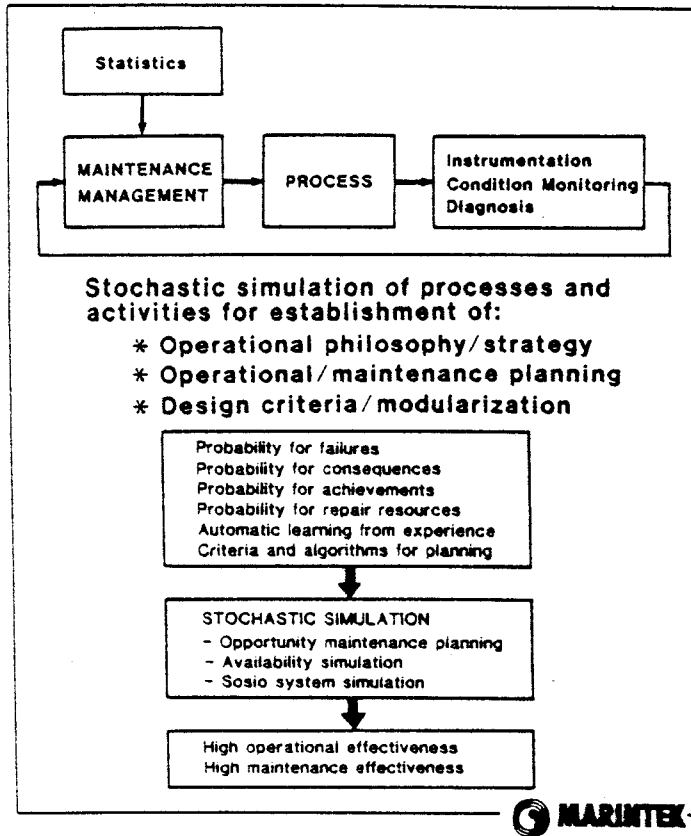 Statistics
MAINTENANCE
MANAGEMENT
PROCESS
Instrumentation
Condition Monitoring
Diagnosis
Stochastic simulation of processes and
activities for establishment of:
* Operational philosophy/strategy
* Operational/maintenance planning
* Design criteria/modularization
Probability for failures
Probability for consequences
Probability for achievements
Probability for repair resources
Automatic learning from experience
Criteria and algorithms for planning
STOCHASTIC SIMULATION
- Opportunity maintenance planning
- Availability simulation
- Sosio system simulation
High operational effectiveness
High maintenance effectiveness
MARINTEK